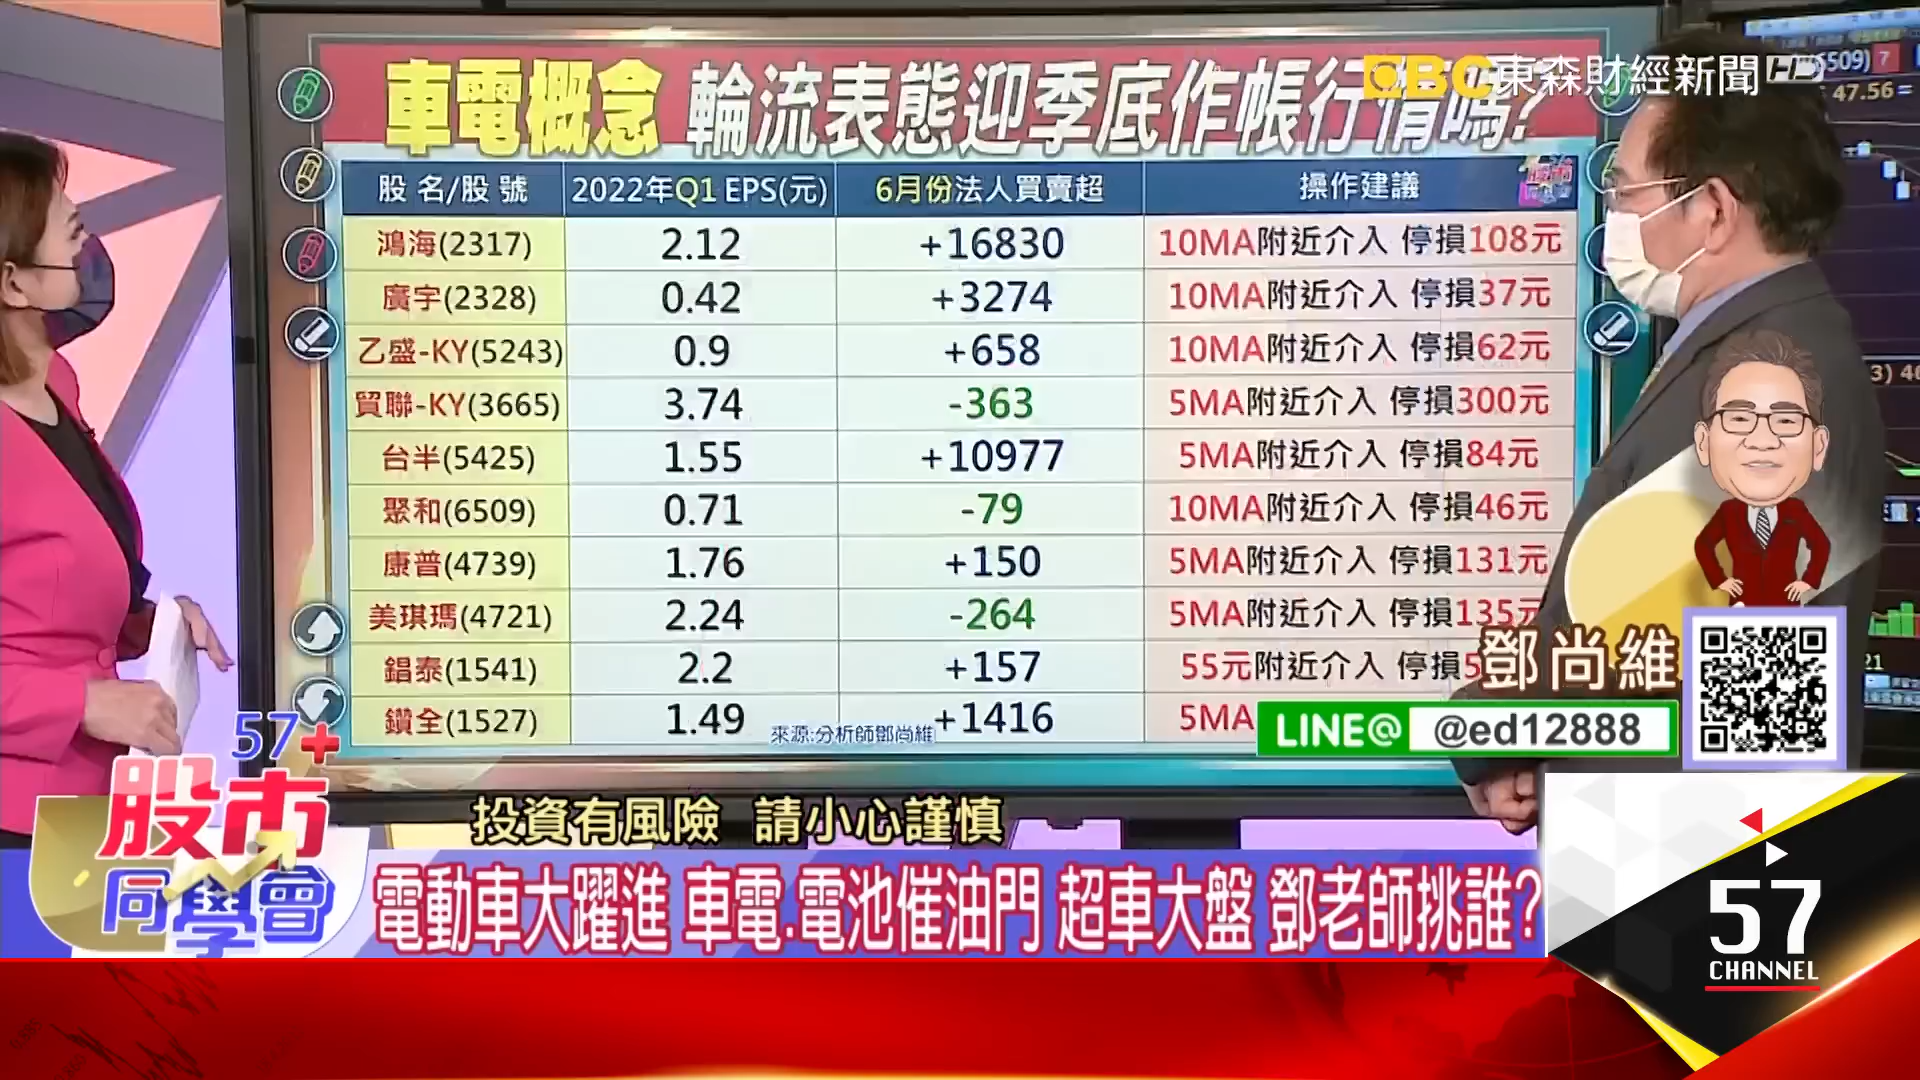 車電概念 輪流表態迎季底作帳行情嗎?
EBC東森財經新聞HD
6509) 7
47.56
股 名/股 號 2022年Q1 EPS(元) 6月份法人買賣超 操作建議
鴻海(2317) 2.12 +16830 10MA附近介入 停損108元
廣宇(2328) 0.42 +3274 10MA附近介入 停損37元
乙盛-KY(5243) 0.9 +658 10MA附近介入 停損62元
貿聯-KY(3665) 3.74 -363 5MA附近介入 停損300元
台半(5425) 1.55 +10977 5MA附近介入 停損84元
聚和(6509) 0.71 -79 10MA附近介入 停損46元
康普(4739) 1.76 +150 5MA附近介入 停損131元
美琪瑪(4721) 2.24 -264 5MA附近介入 停損135元
錩泰(1541) 2.2 +157 55元附近介入 停損5
鑽全(1527) 1.49 +1416 5MA
來源:分析師鄧尚維
鄧尚維
LINE@ @ed12888
57+
股市
同學會
投資有風險 請小心謹慎
電動車大躍進 車電.電池催油門 超車大盤 鄧老師挑誰?
57
CHANNEL